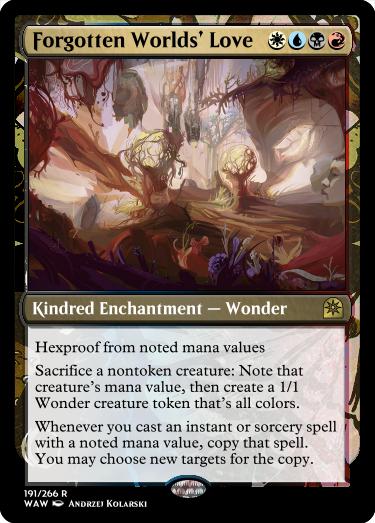 Forgotten Worlds' Love
Kindred Enchantment — Wonder
Hexproof from noted mana values
Sacrifice a nontoken creature: Note that
creature's mana value, then create a 1/1
Wonder creature token that's all colors.
Whenever you cast an instant or sorcery spell
with a noted mana value, copy that spell.
You may choose new targets for the copy.
191/266 R
WAW Andrzej Kolarski